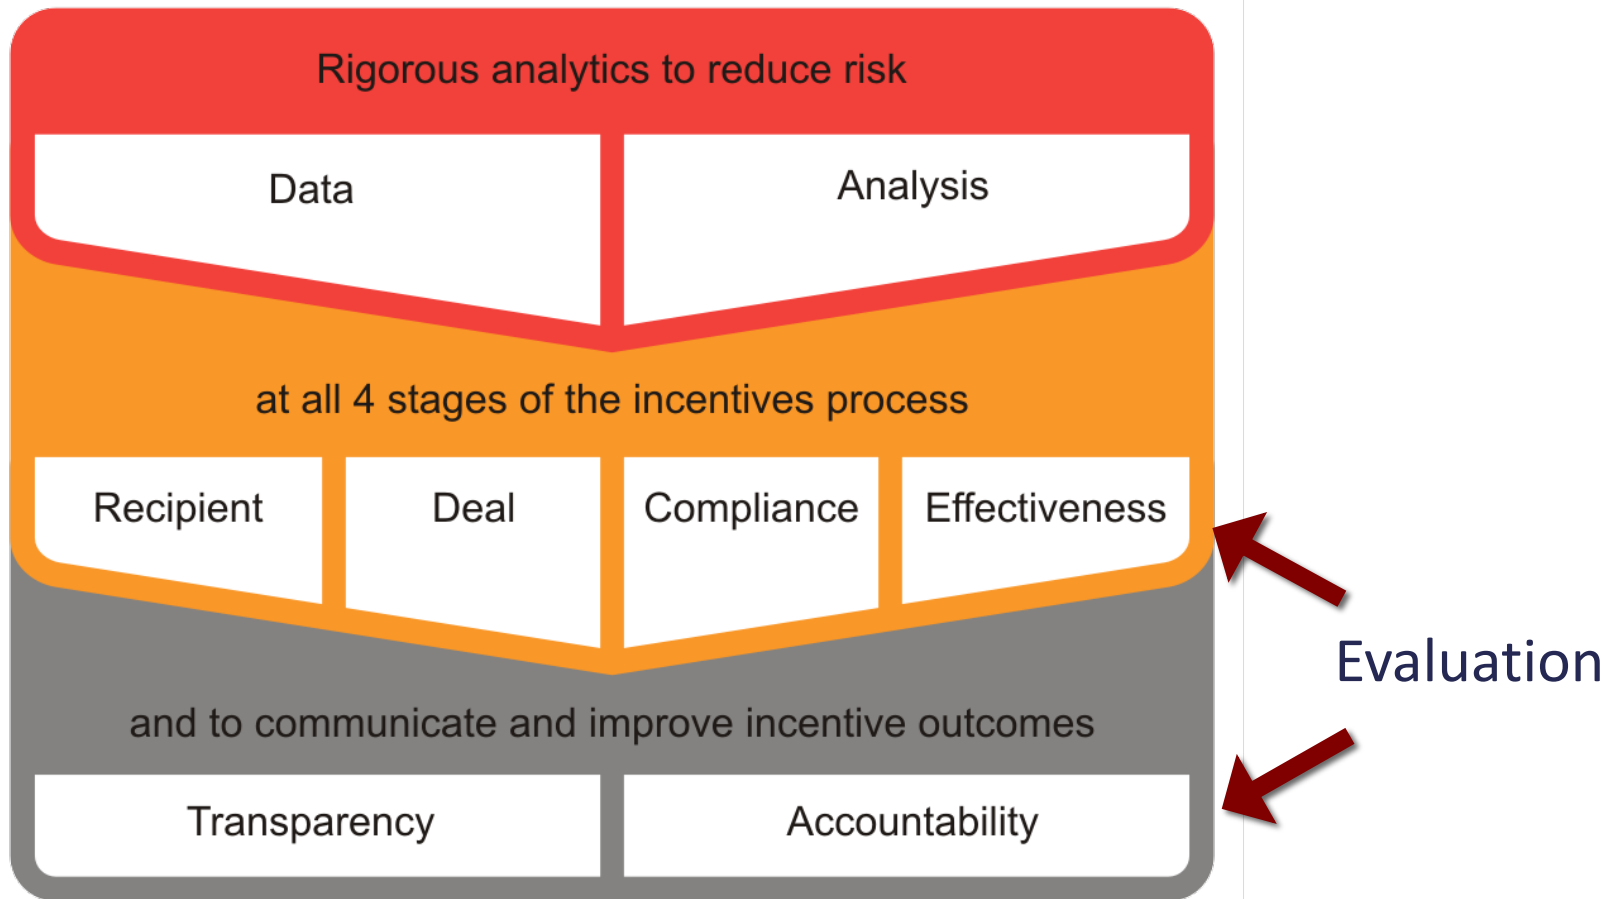 Rigorous analytics to reduce risk
Data
Analysis
at all 4 stages of the incentives process
Recipient
Deal
Compliance
Effectiveness
Evaluation
and to communicate and improve incentive outcomes
Transparency
Accountability